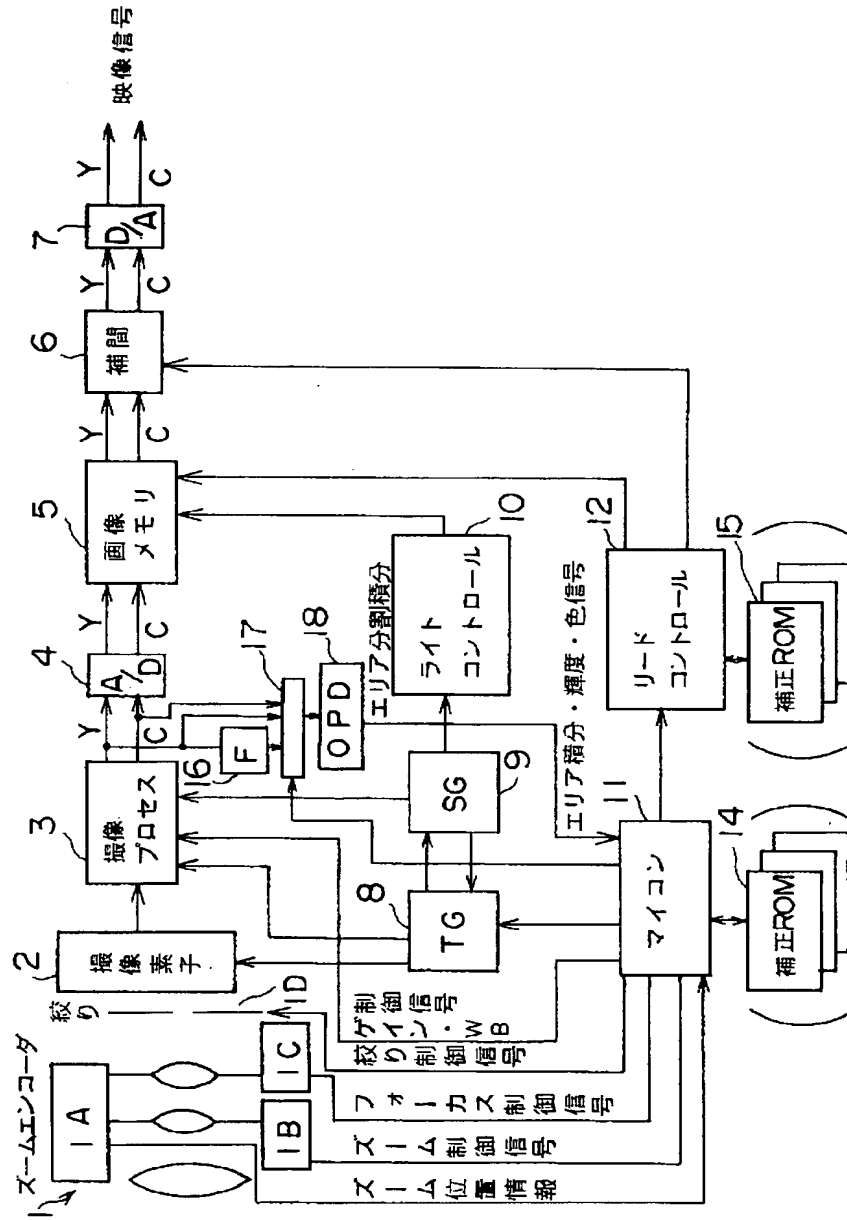 ズームエンコーダ
1
1A
1B
1C
絞り
1D
2
撮像素子
3
撮像
プロセス
Y
C
4
A/D
Y
C
5
画像
メモリ
Y
C
6
補間
Y
C
7
D/A
Y
C
映像信号
16
F
17
18
OPD
エリア分割積分
8
TG
SG
9
10
ライト
コントロール
エリア積分・輝度・色信号
11
マイコン
12
リード
コントロール
14
補正ROM
15
補正ROM
制御信号
ゲイン・WB
絞り制御信号
フォーカス制御信号
ズーム制御信号
ズーム位置情報